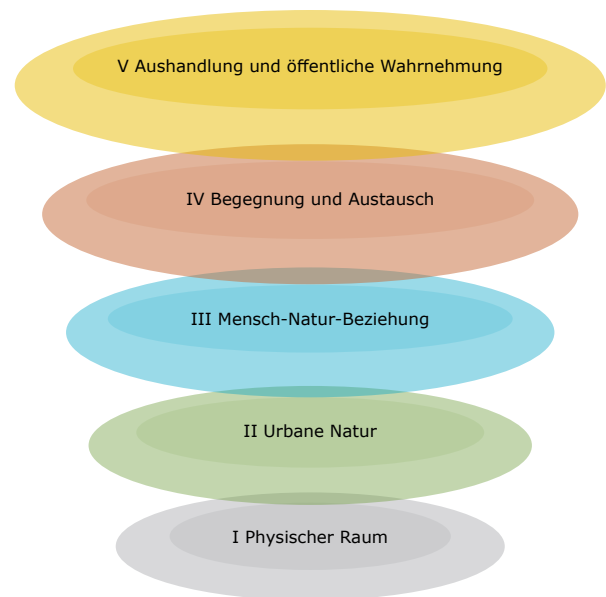 V Aushandlung und öffentliche Wahrnehmung
IV Begegnung und Austausch
III Mensch-Natur-Beziehung
II Urbane Natur
I Physischer Raum